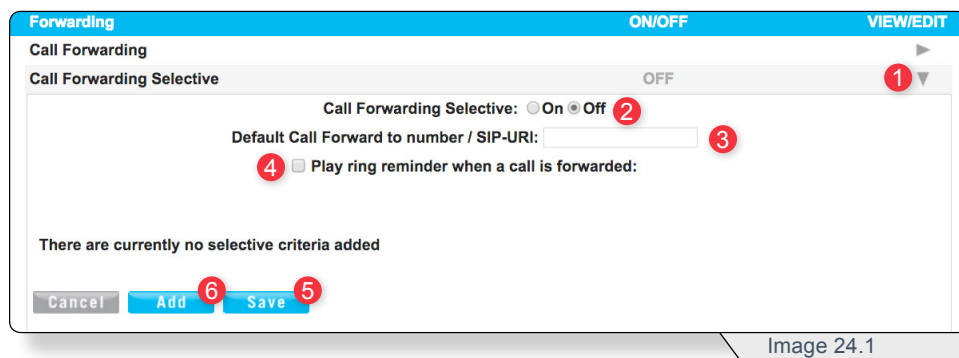 Forwarding ON/OFF VIEW/EDIT
Call Forwarding
Call Forwarding Selective OFF 1
Call Forwarding Selective: On Off 2
Default Call Forward to number / SIP-URI: 3
4 Play ring reminder when a call is forwarded:
There are currently no selective criteria added
Cancel Add 6 Save 5
Image 24.1